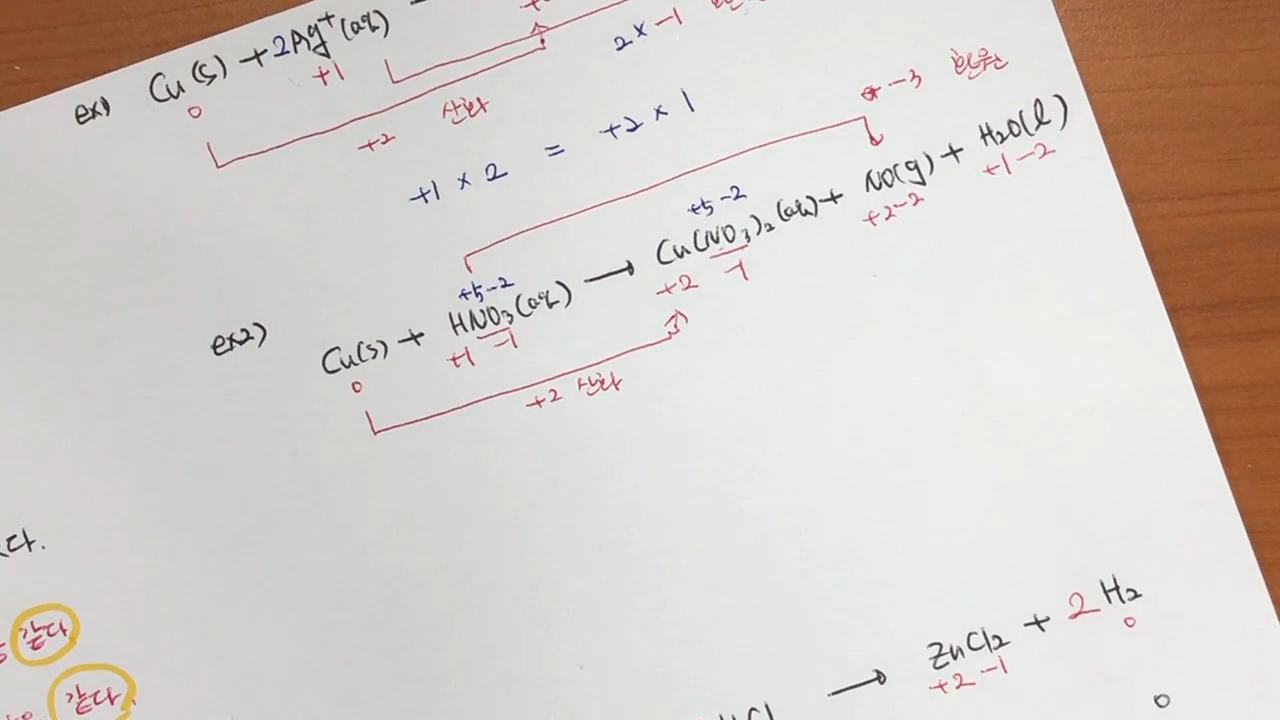 ex) Cu(s) + 2Ag⁺(aq)
0 +1
2 × -1
+2 산화
+1 × 2 = +2 × 1
-3 환원
ex2) Cu(s) + HNO₃(aq) → Cu(NO₃)₂(aq) + NO(g) + H₂O(l)
+5 -2 +5 -2
0 +1 -1 +2 -1 +2 -2 +1 -2
+2 산화
다.
같다
같다
→ ZnCl₂ + 2H₂
+2 -1 0